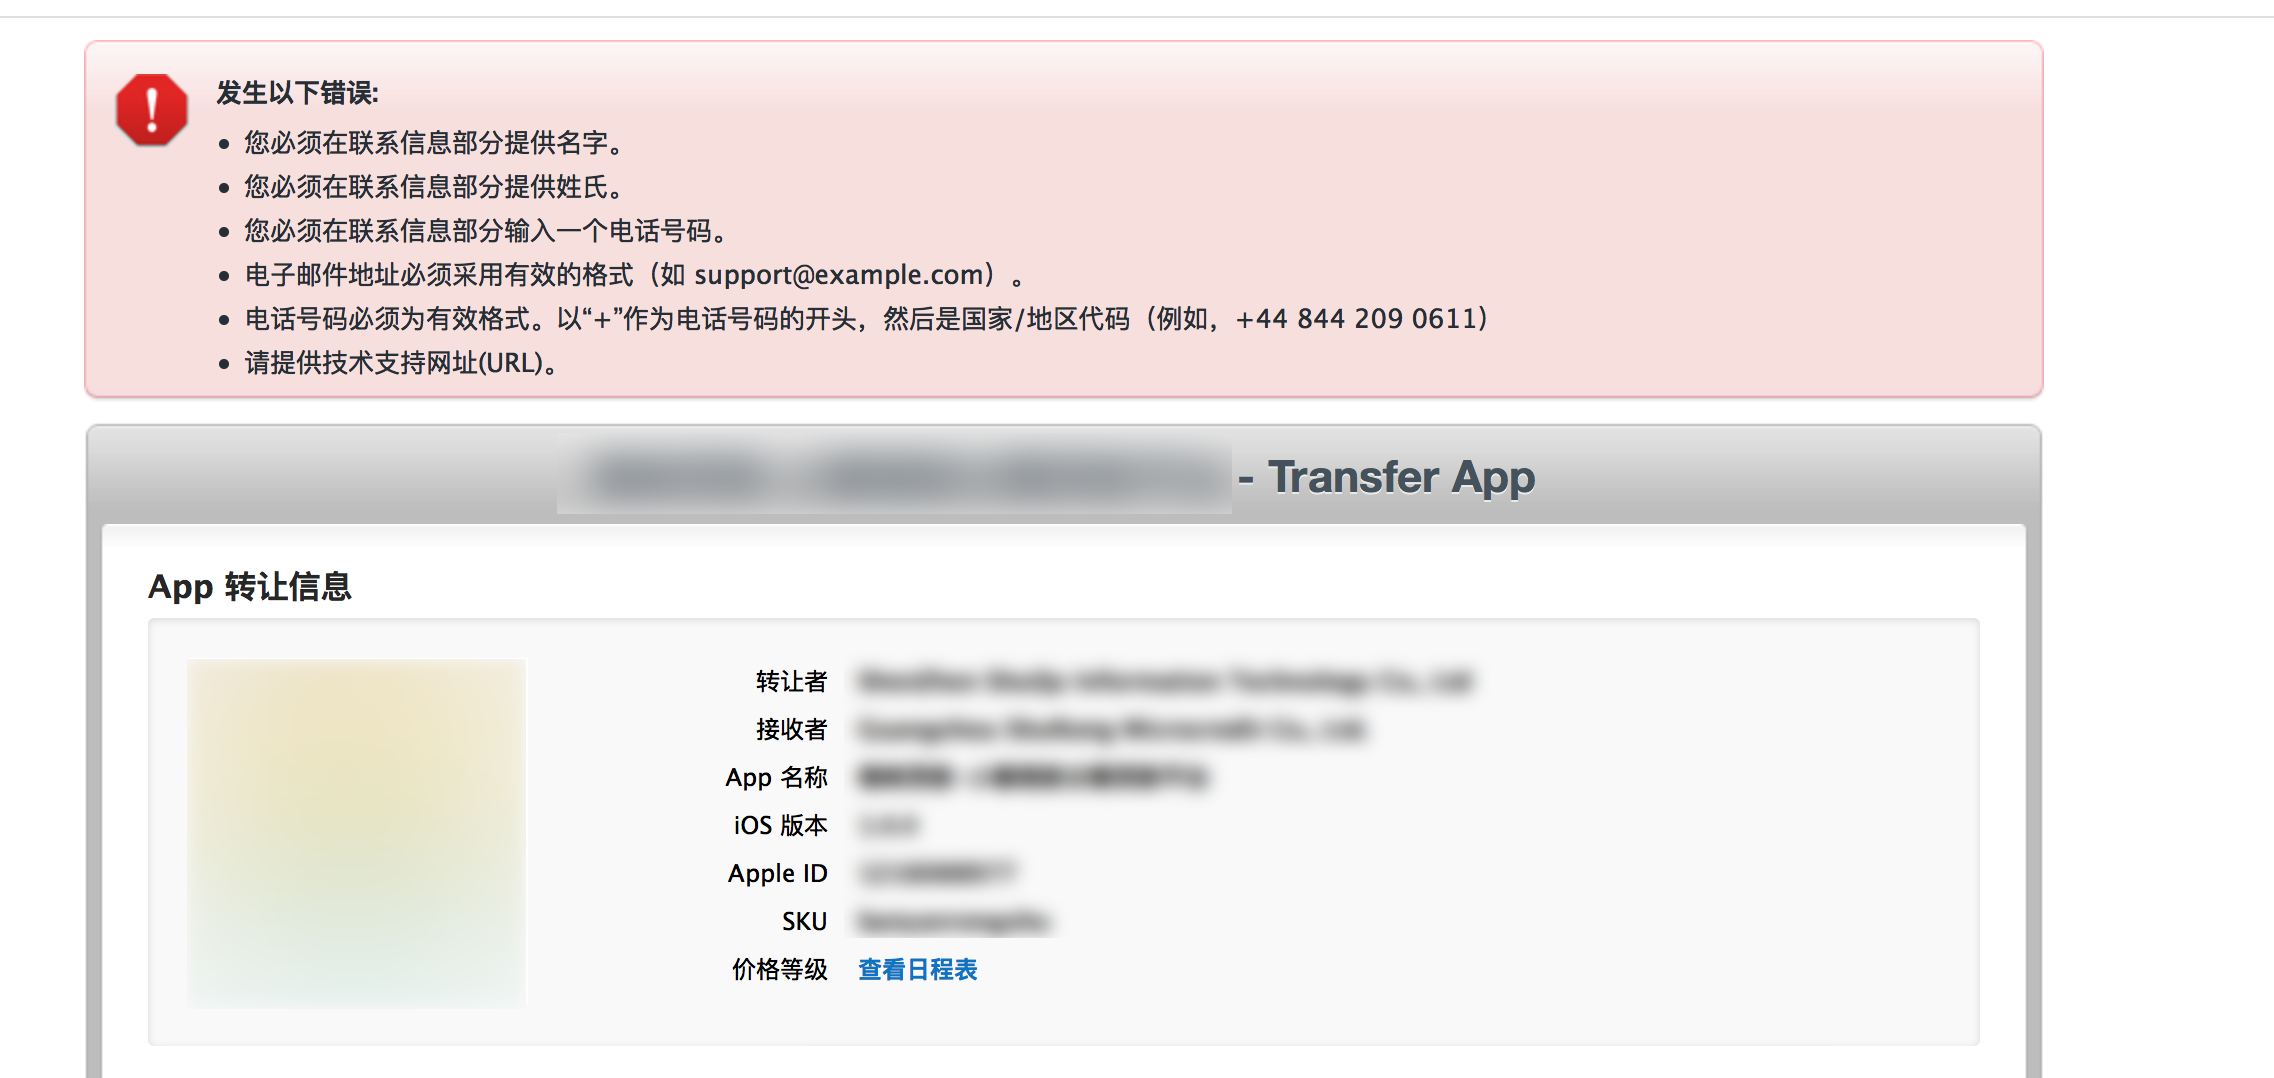 发生以下错误:
• 您必须在联系信息部分提供名字。
• 您必须在联系信息部分提供姓氏。
• 您必须在联系信息部分输入一个电话号码。
• 电子邮件地址必须采用有效的格式（如 support@example.com）。
• 电话号码必须为有效格式。以“+”作为电话号码的开头，然后是国家/地区代码（例如，+44 844 209 0611）
• 请提供技术支持网址(URL)。
- Transfer App
App 转让信息
转让者
接收者
App 名称
iOS 版本
Apple ID
SKU
价格等级 查看日程表